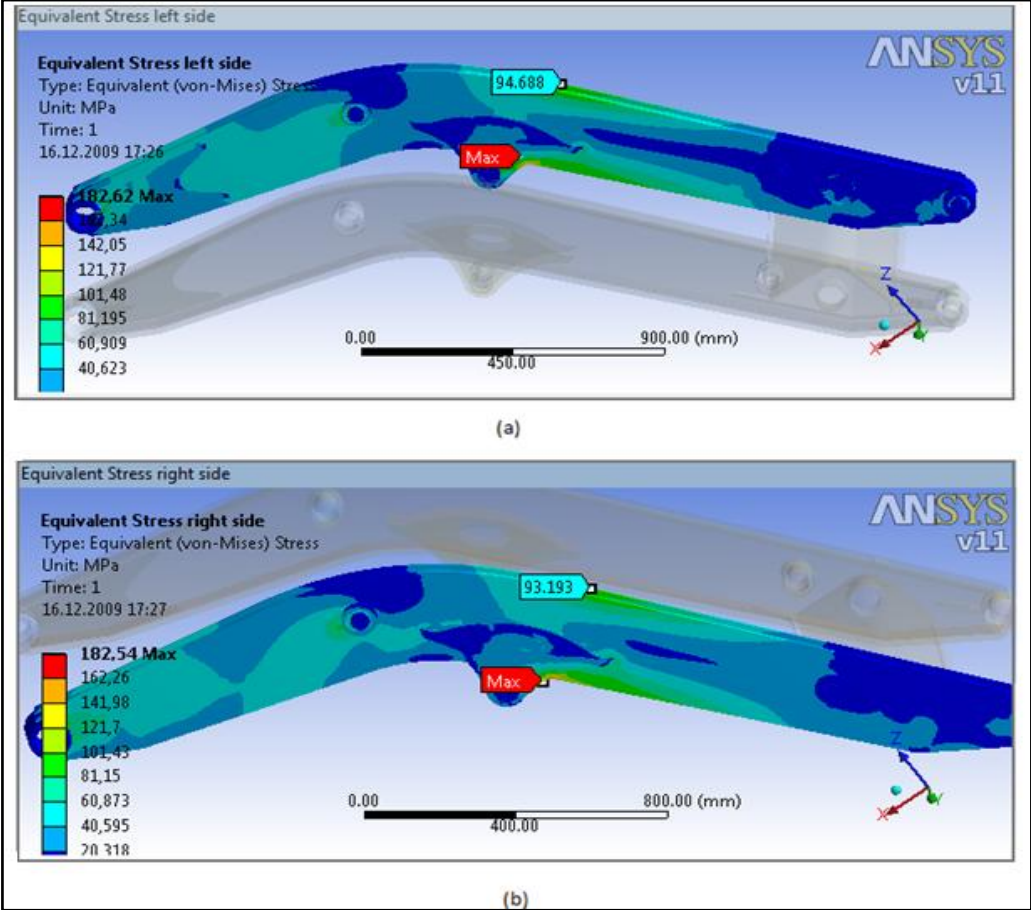 Equivalent Stress left side
ANSYS
v11
Equivalent Stress left side
Type: Equivalent (von-Mises) Stress
Unit: MPa
Time: 1
16.12.2009 17:26
94.688
Max
182,62 Max
142,05
121,77
101,48
81,195
60,909
40,623
0.00
900.00 (mm)
450.00
Z
X
Y
(a)
Equivalent Stress right side
ANSYS
v11
Equivalent Stress right side
Type: Equivalent (von-Mises) Stress
Unit: MPa
Time: 1
16.12.2009 17:27
93.193
Max
182,54 Max
162,26
141,98
121,7
101,43
81,15
60,873
40,595
20,318
0.00
800.00 (mm)
400.00
Z
X
Y
(b)